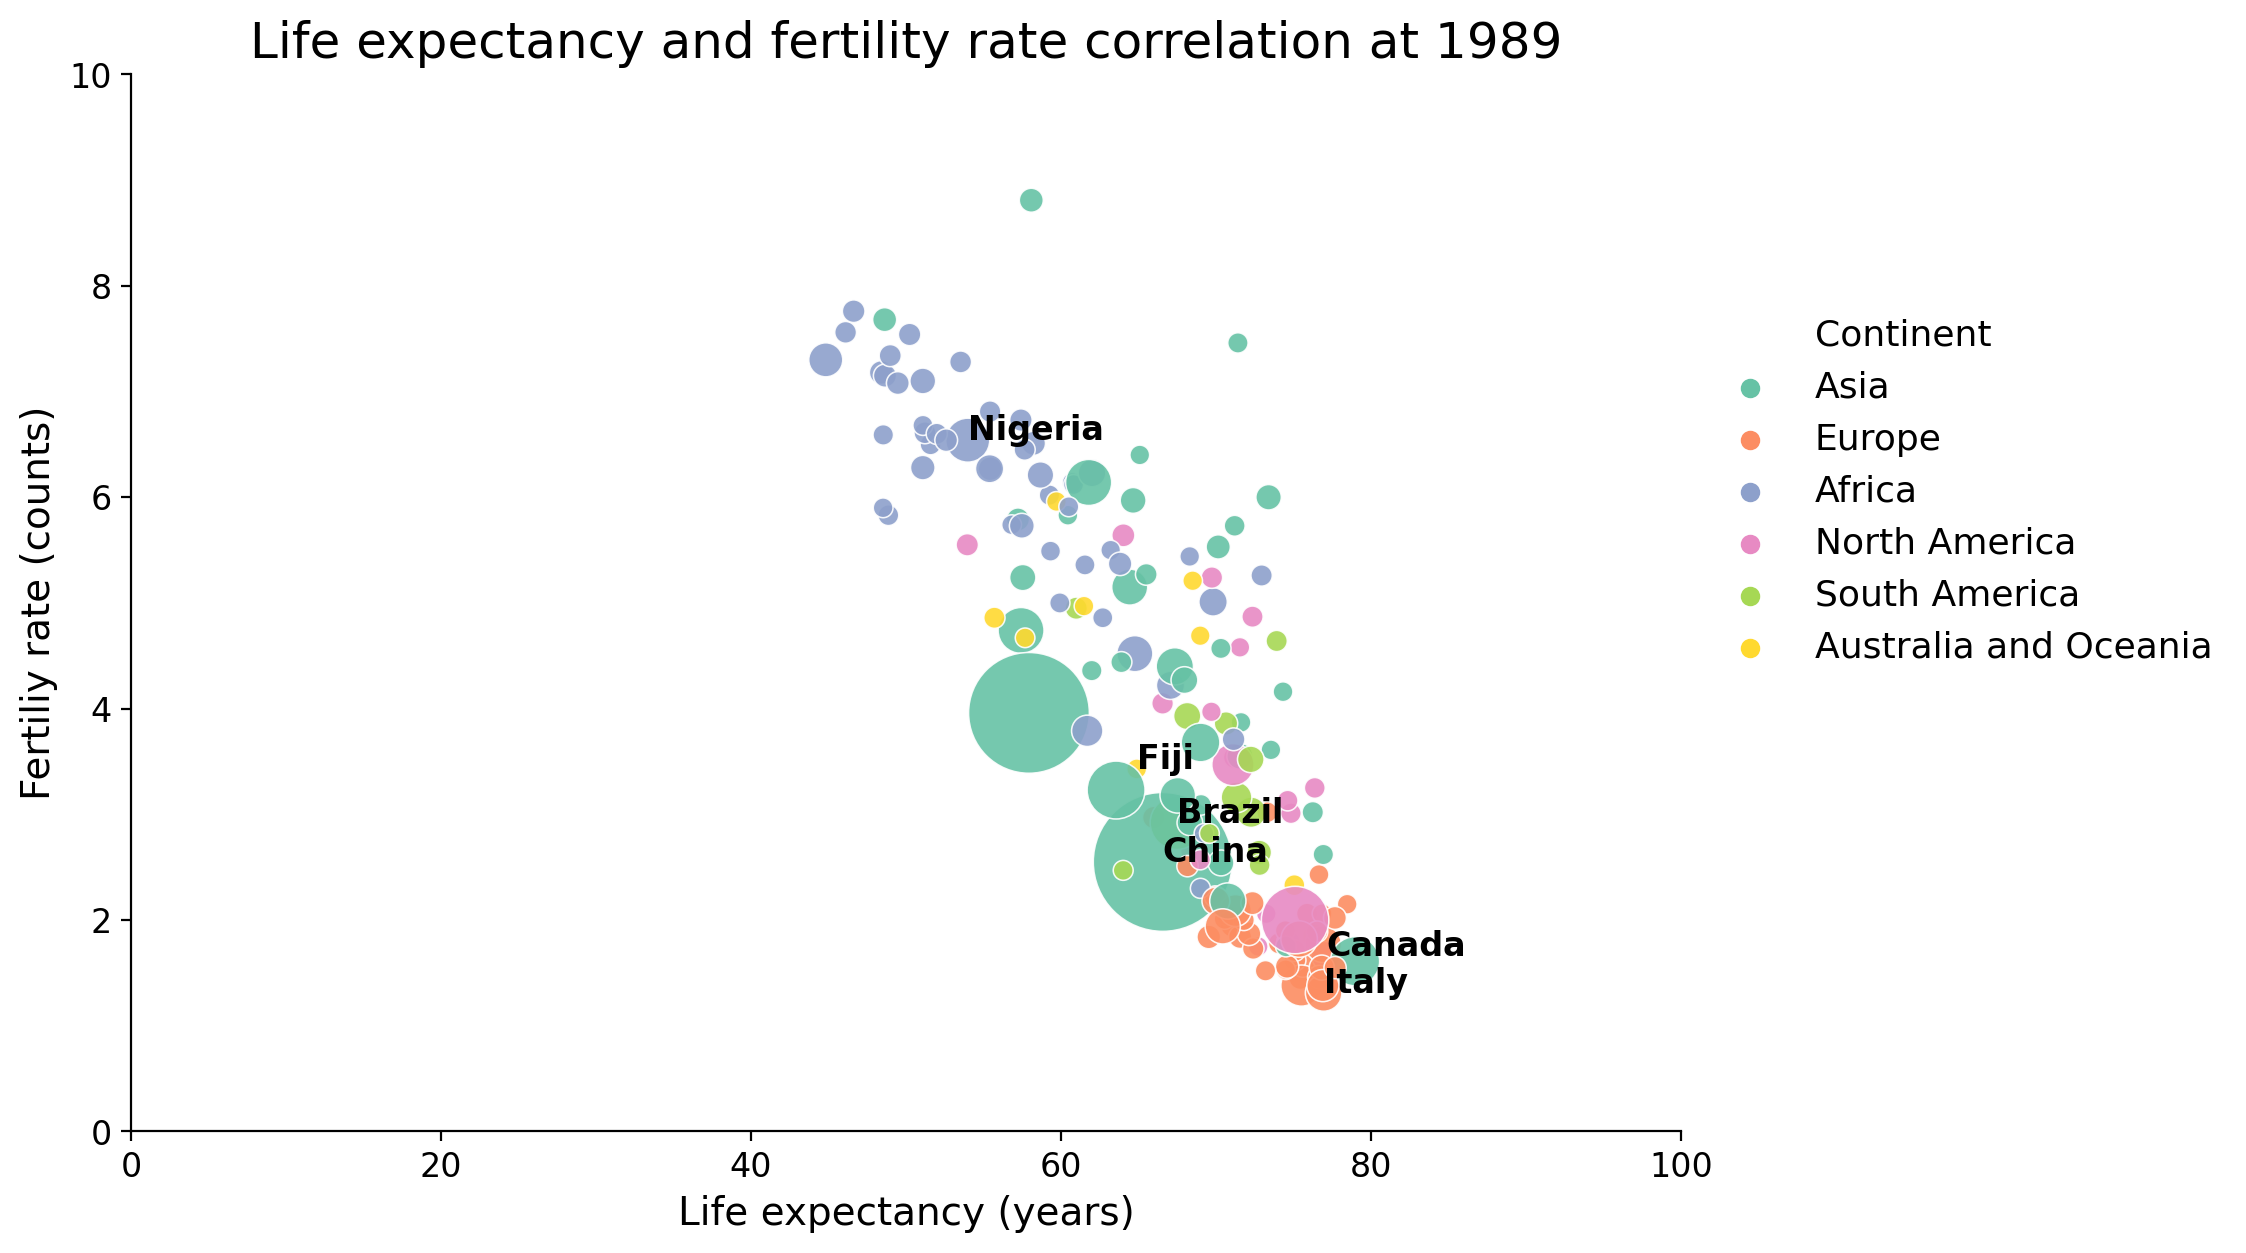 Life expectancy and fertility rate correlation at 1989
10
8
6
4
2
0
Fertiliy rate (counts)
0 20 40 60 80 100
Life expectancy (years)
Nigeria
Fiji
Brazil
China
Canada
Italy
Continent
Asia
Europe
Africa
North America
South America
Australia and Oceania